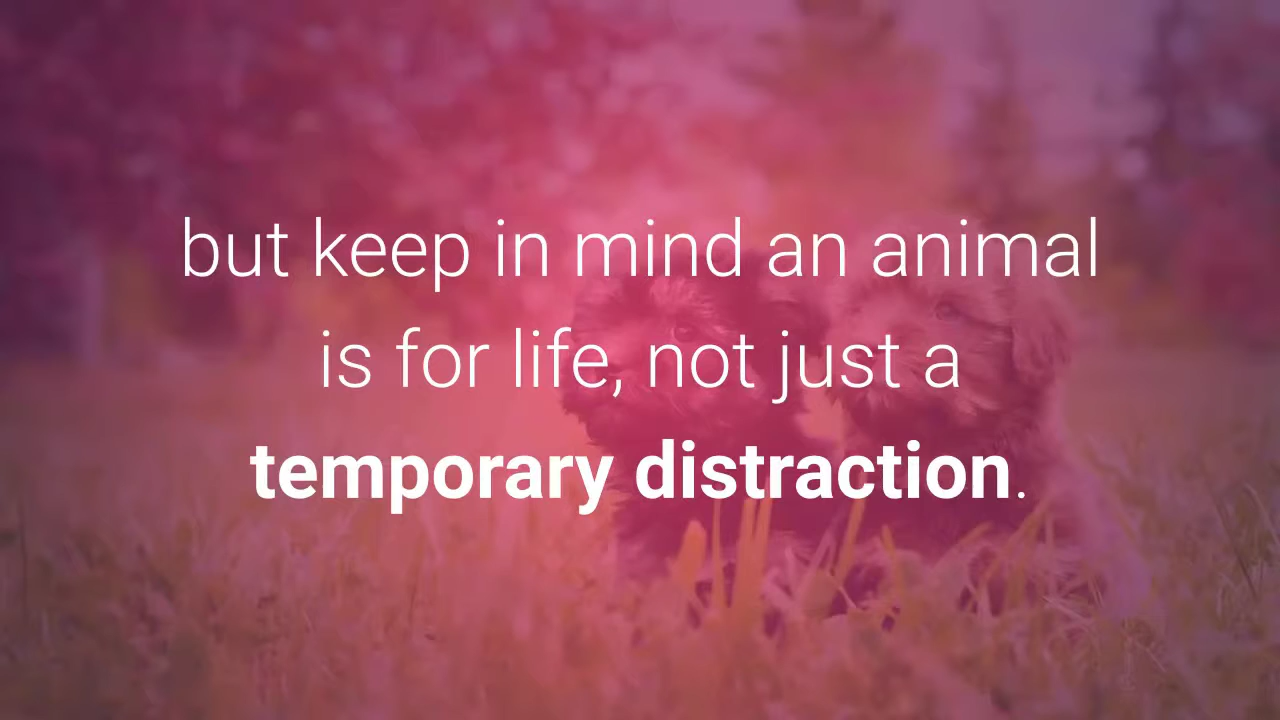 but keep in mind an animal
is for life, not just a
temporary distraction.